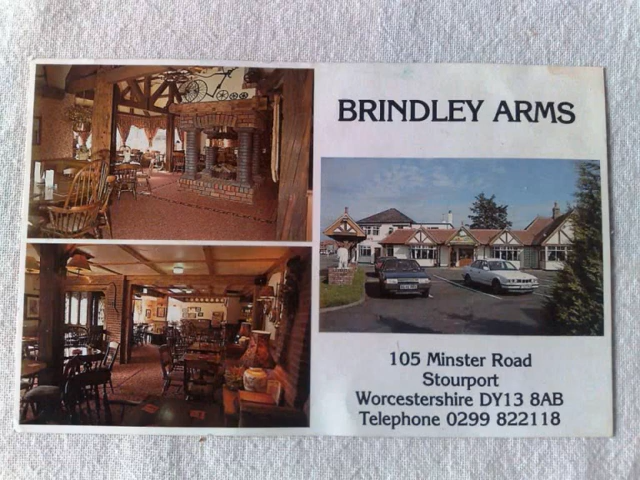 BRINDLEY ARMS
105 Minster Road
Stourport
Worcestershire DY13 8AB
Telephone 0299 822118